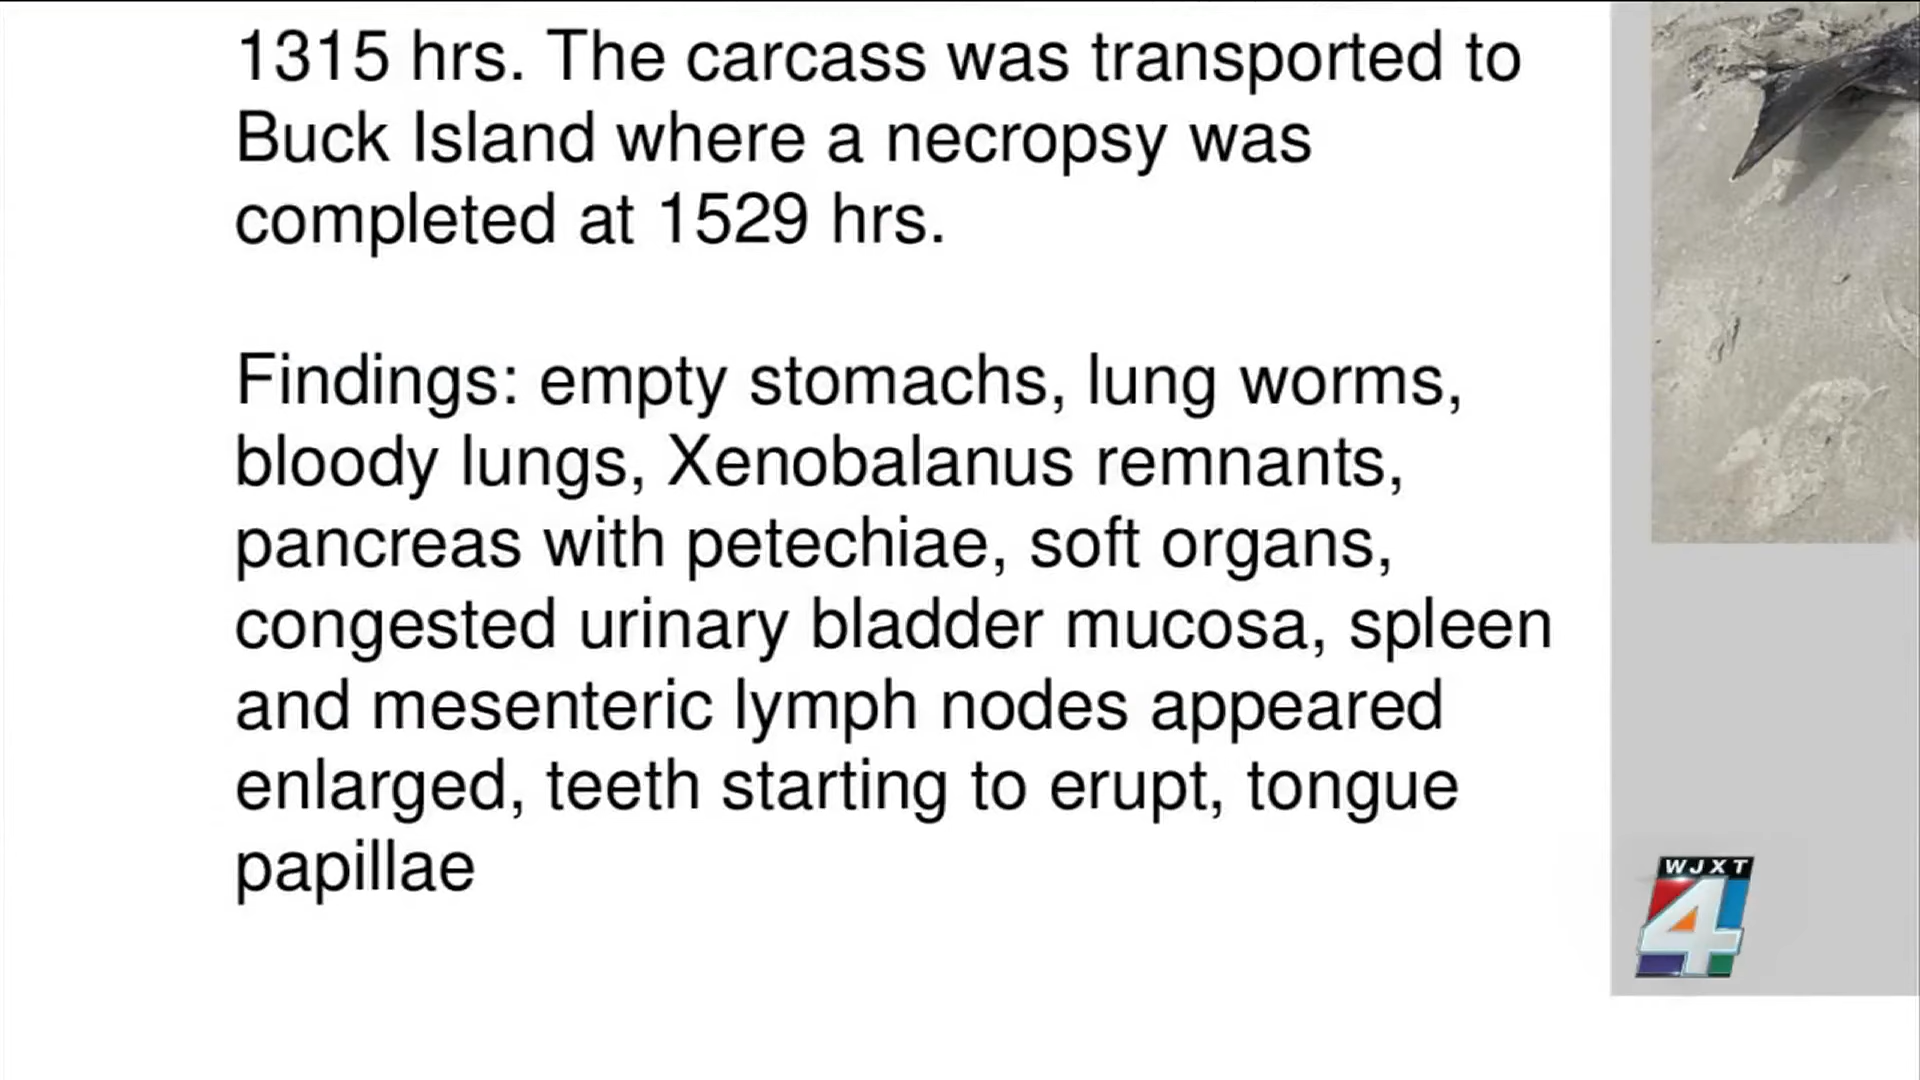 1315 hrs. The carcass was transported to
Buck Island where a necropsy was
completed at 1529 hrs.
Findings: empty stomachs, lung worms,
bloody lungs, Xenobalanus remnants,
pancreas with petechiae, soft organs,
congested urinary bladder mucosa, spleen
and mesenteric lymph nodes appeared
enlarged, teeth starting to erupt, tongue
papillae
WJXT
4